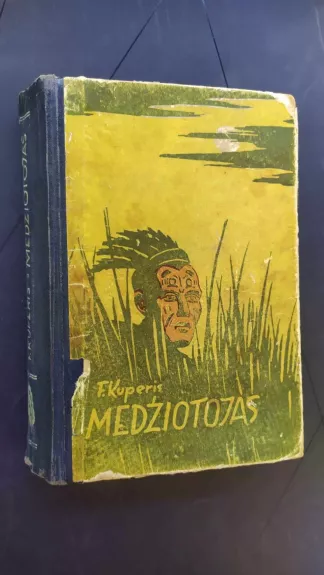 F. KUPERIS MEDŽIOTOJAS
F. Kuperis
MEDŽIOTOJAS